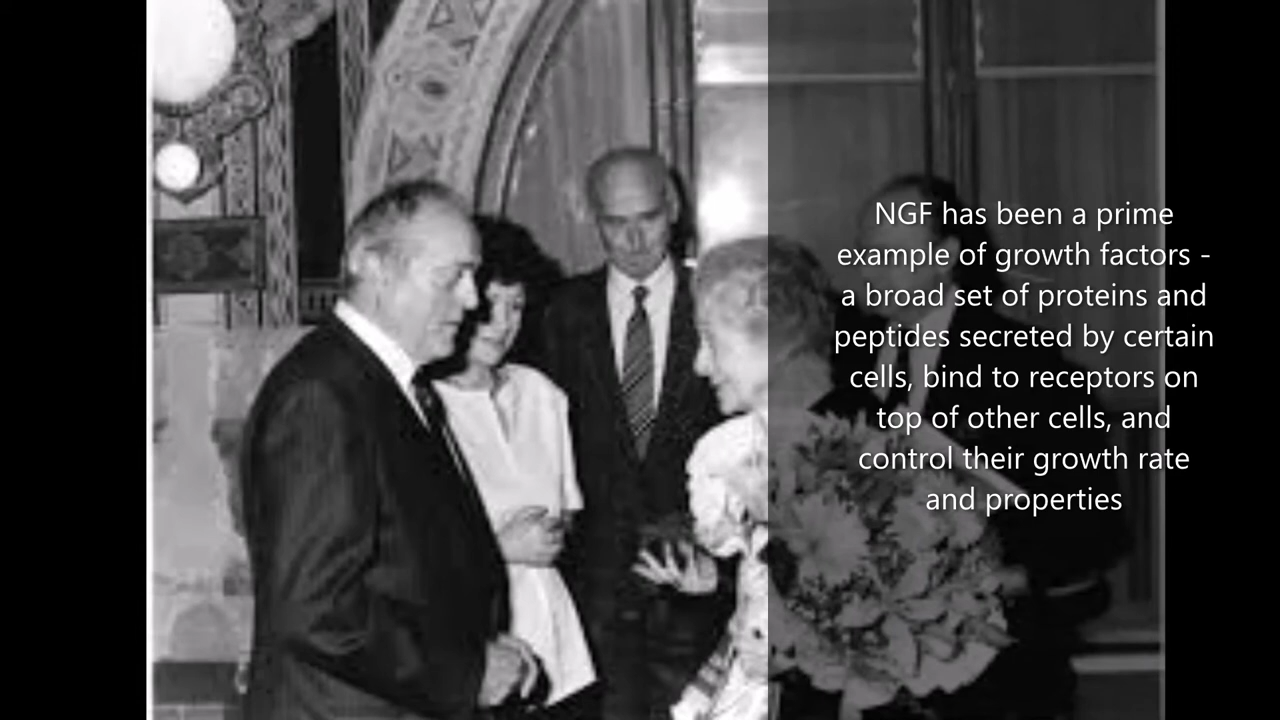 NGF has been a prime
example of growth factors -
a broad set of proteins and
peptides secreted by certain
cells, bind to receptors on
top of other cells, and
control their growth rate
and properties